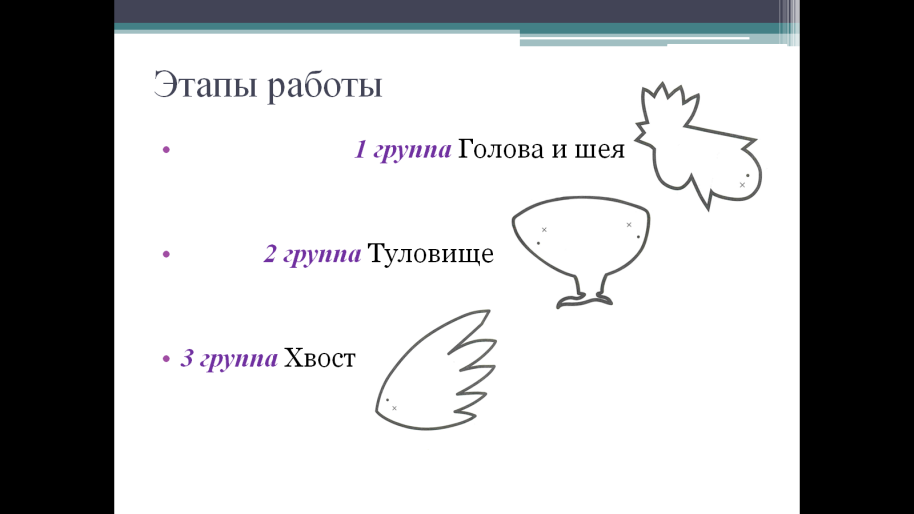 Этапы работы
1 группа Голова и шея
2 группа Туловище
3 группа Хвост